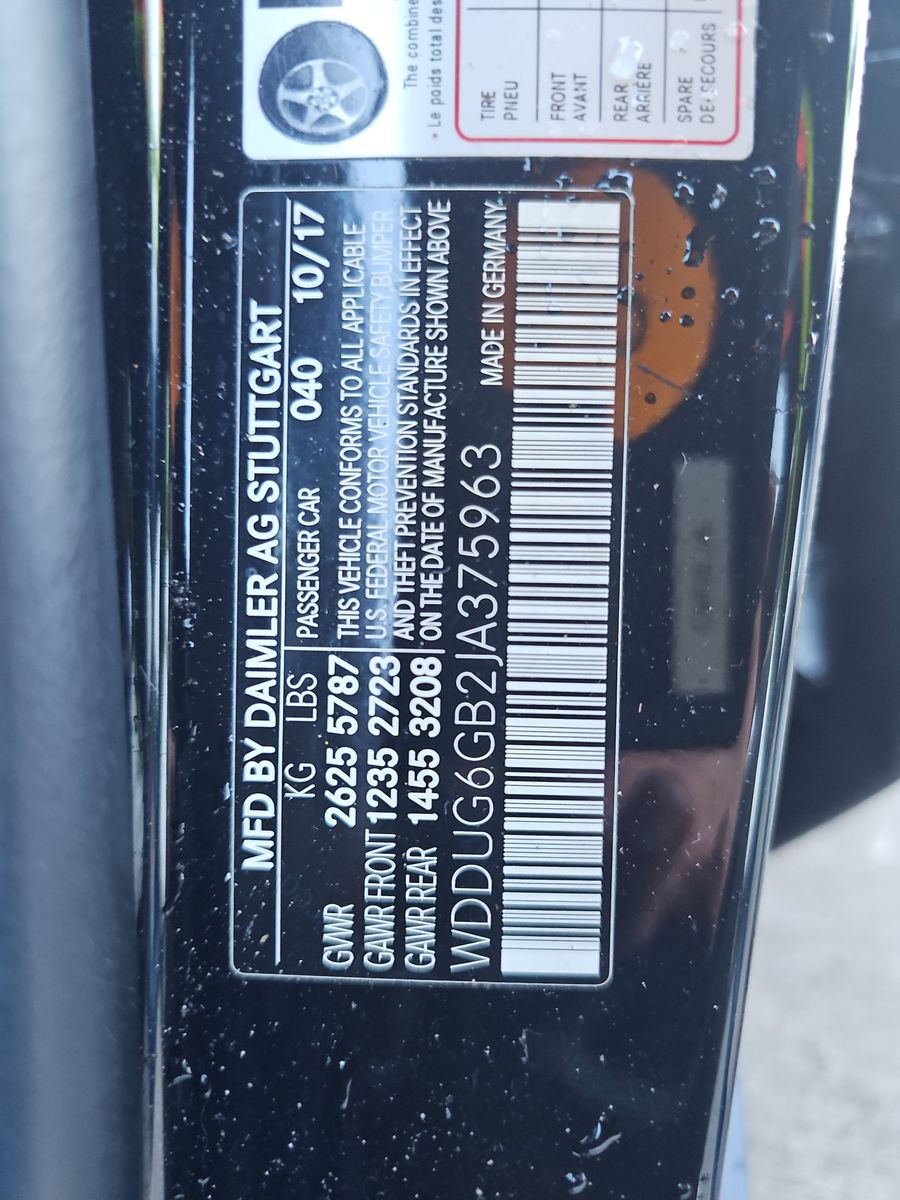 MFD BY DAIMLER AG STUTTGART
KG LBS PASSENGER CAR 040 10/17
GVWR 2625 5787 THIS VEHICLE CONFORMS TO ALL APPLICABLE
GAWR FRONT 1235 2723 U.S. FEDERAL MOTOR VEHICLE SAFETY BUMPER
GAWR REAR 1455 3208 AND THEFT PREVENTION STANDARDS IN EFFECT
ON THE DATE OF MANUFACTURE SHOWN ABOVE
WDDUG6GB2JA375963 MADE IN GERMANY
The combine
• Le poids total des
TIRE
PNEU
FRONT
AVANT
REAR
ARRIÈRE
SPARE
DE SECOURS